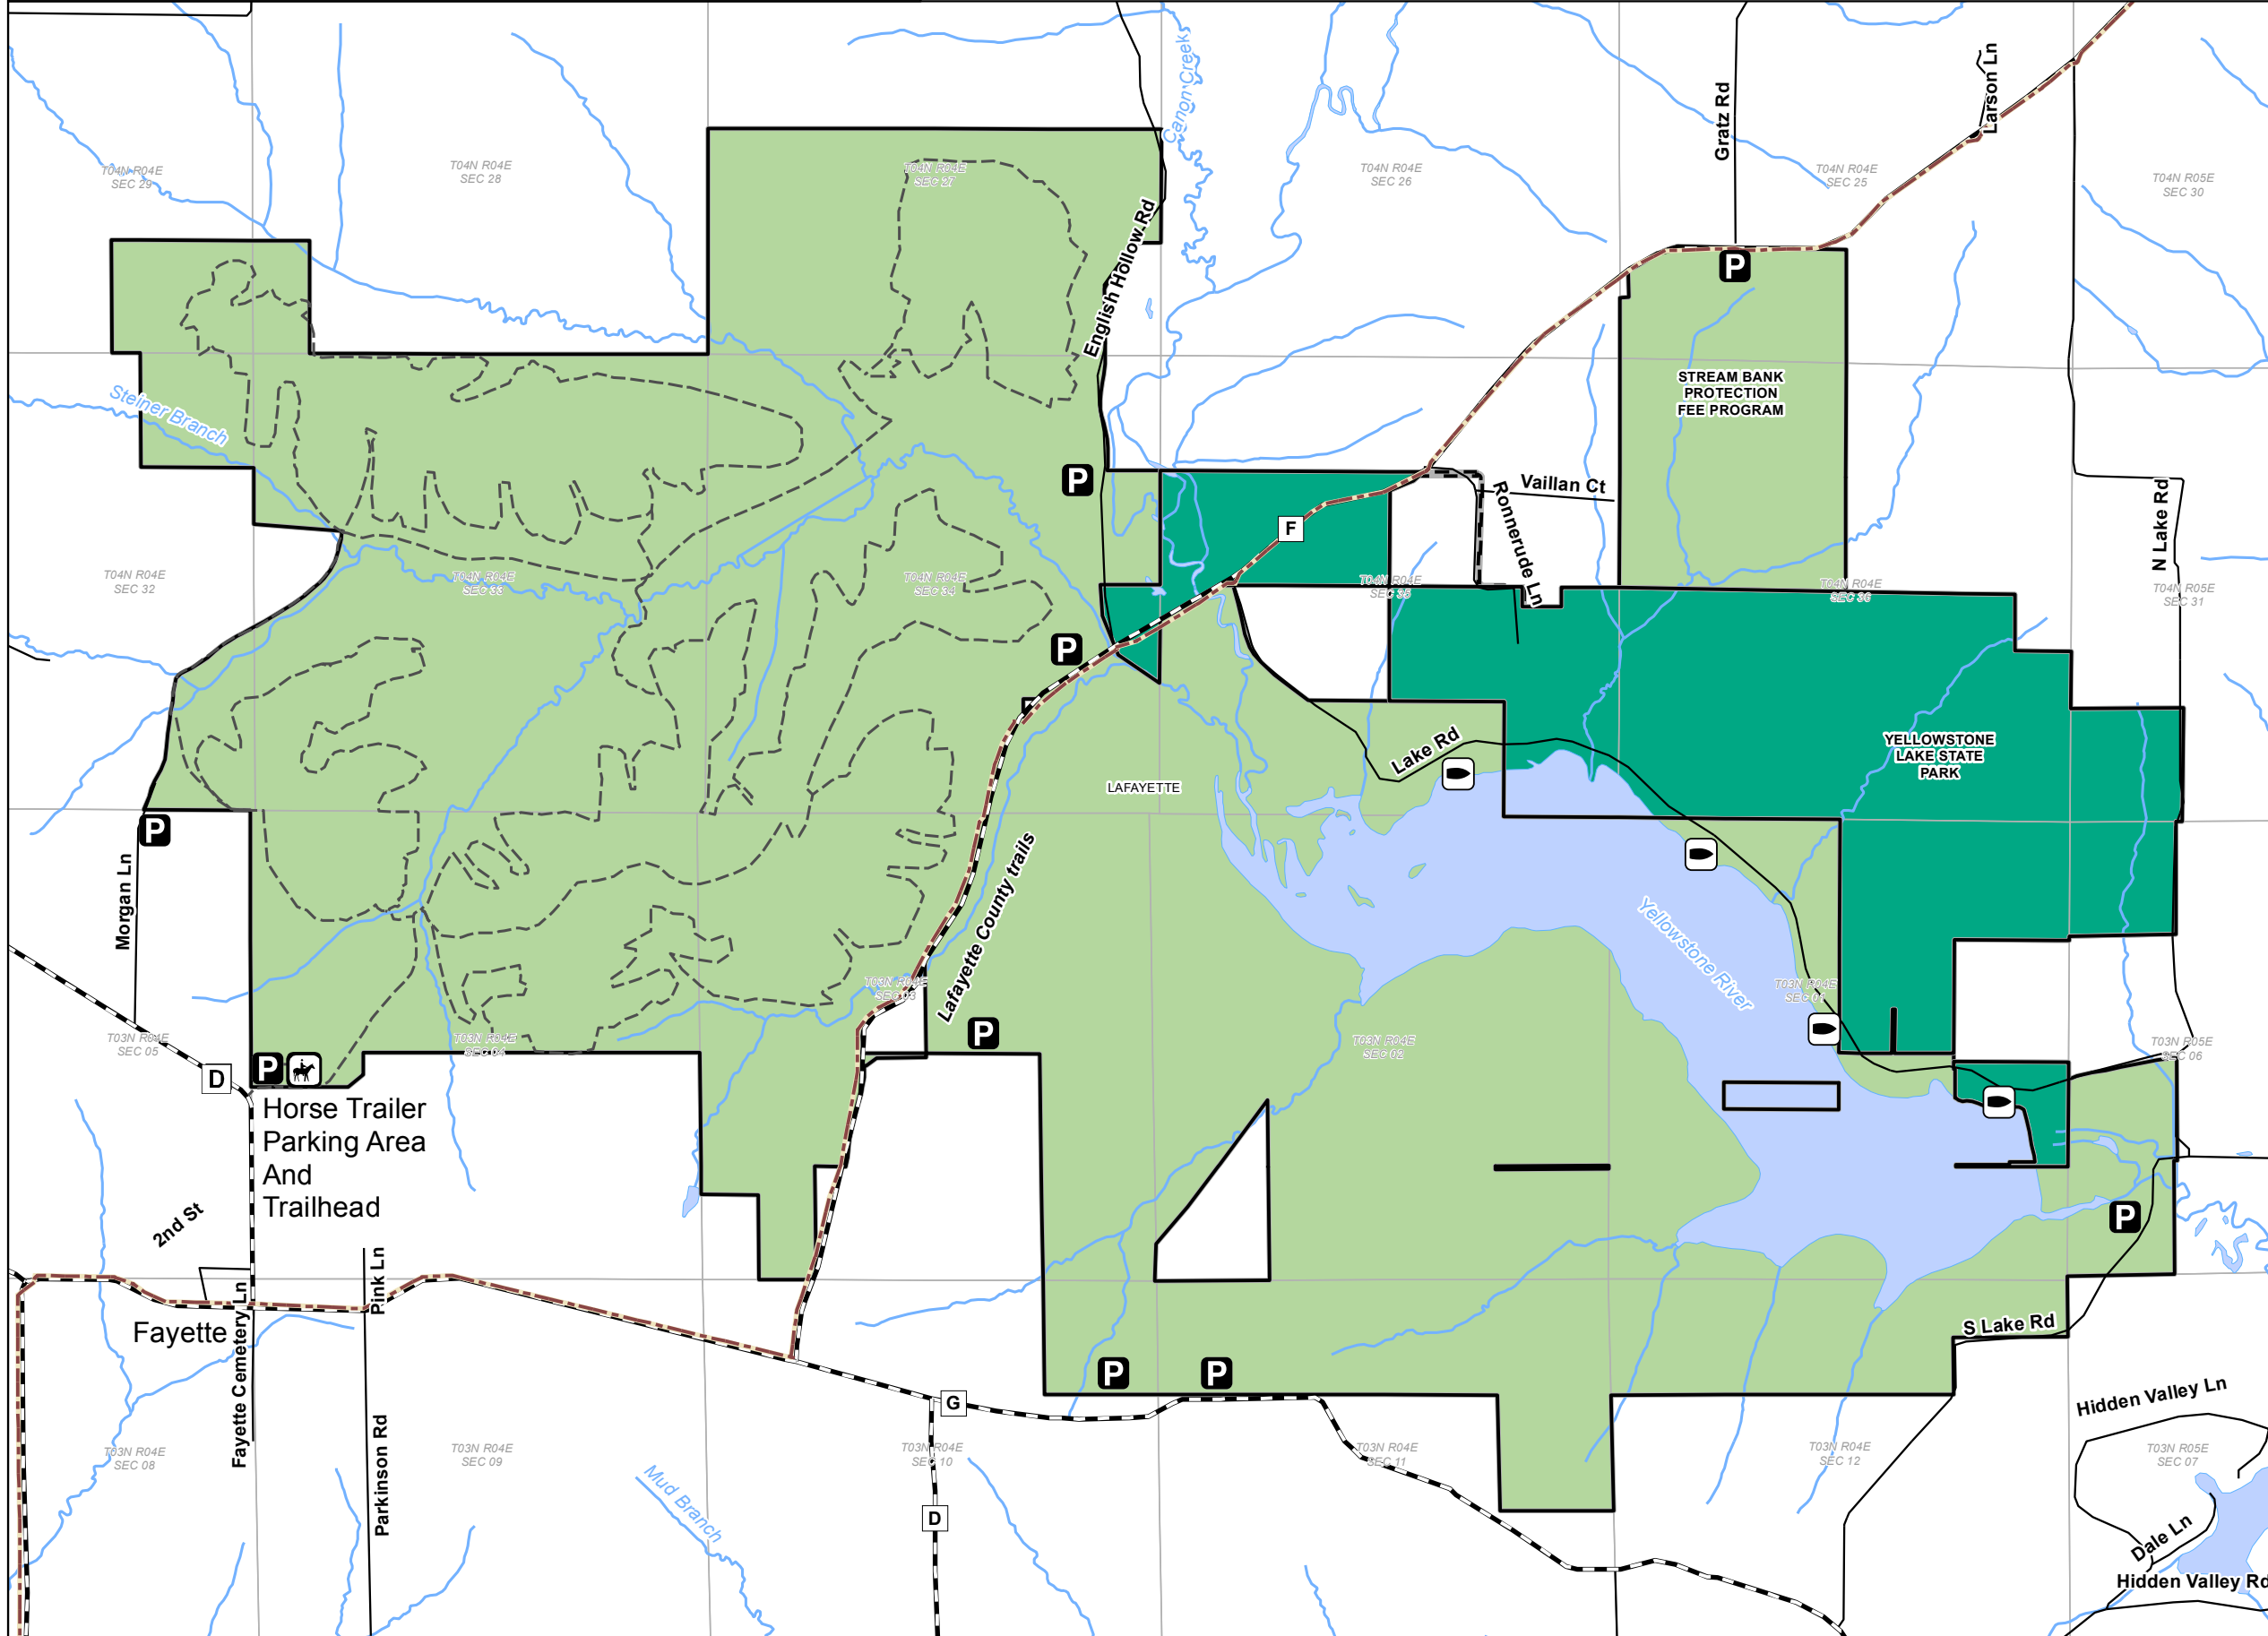 Canon Creek
Gratz Rd
Larson Ln
T04N R04E
SEC 29
T04N R04E
SEC 28
T04N R04E
SEC 27
T04N R04E
SEC 26
T04N R04E
SEC 25
T04N R05E
SEC 30
English Hollow Rd
P
Steiner Branch
STREAM BANK
PROTECTION
FEE PROGRAM
P
Vaillan Ct
Ronnerude Ln
N Lake Rd
F
T04N R04E
SEC 32
T04N R04E
SEC 33
T04N R04E
SEC 34
T04N R04E
SEC 35
T04N R04E
SEC 36
T04N R05E
SEC 31
P
Lake Rd
YELLOWSTONE
LAKE STATE
PARK
LAFAYETTE
P
Morgan Ln
Lafayette County trails
Yellowstone River
T03N R04E
SEC 05
T03N R04E
SEC 04
T03N R04E
SEC 03
T03N R04E
SEC 02
T03N R04E
SEC 01
T03N R05E
SEC 06
P
D
P
Horse Trailer
Parking Area
And
Trailhead
2nd St
P
Pink Ln
Fayette
Fayette Cemetery Ln
S Lake Rd
P
P
G
Hidden Valley Ln
Parkinson Rd
T03N R04E
SEC 08
T03N R04E
SEC 09
T03N R04E
SEC 10
T03N R04E
SEC 11
T03N R04E
SEC 12
T03N R05E
SEC 07
Mud Branch
D
Dale Ln
Hidden Valley Rd